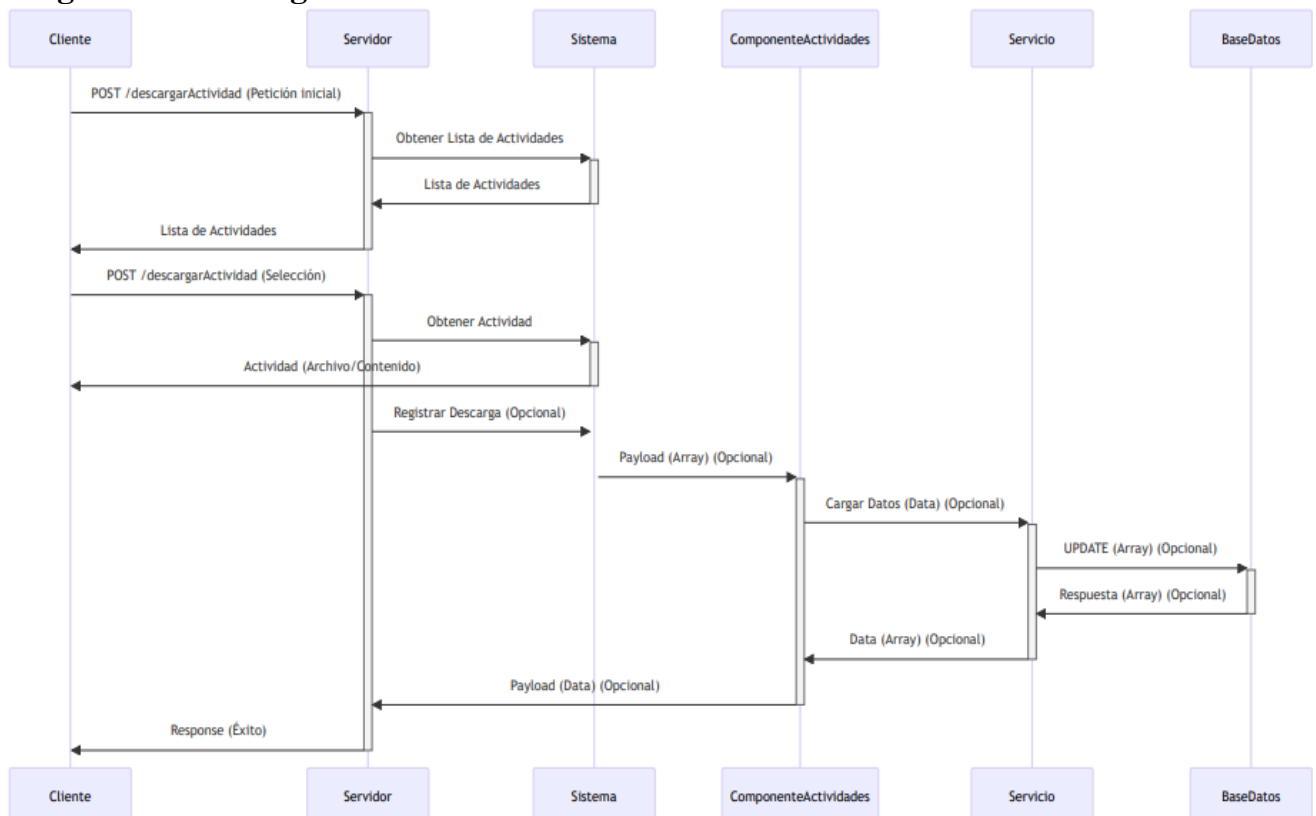 Cliente
Servidor
Sistema
ComponenteActividades
Servicio
BaseDatos
POST /descargarActividad (Petición inicial)
Obtener Lista de Actividades
Lista de Actividades
Lista de Actividades
POST /descargarActividad (Selección)
Obtener Actividad
Actividad (Archivo/Contenido)
Registrar Descarga (Opcional)
Payload (Array) (Opcional)
Cargar Datos (Data) (Opcional)
UPDATE (Array) (Opcional)
Respuesta (Array) (Opcional)
Data (Array) (Opcional)
Payload (Data) (Opcional)
Response (Éxito)
Cliente
Servidor
Sistema
ComponenteActividades
Servicio
BaseDatos